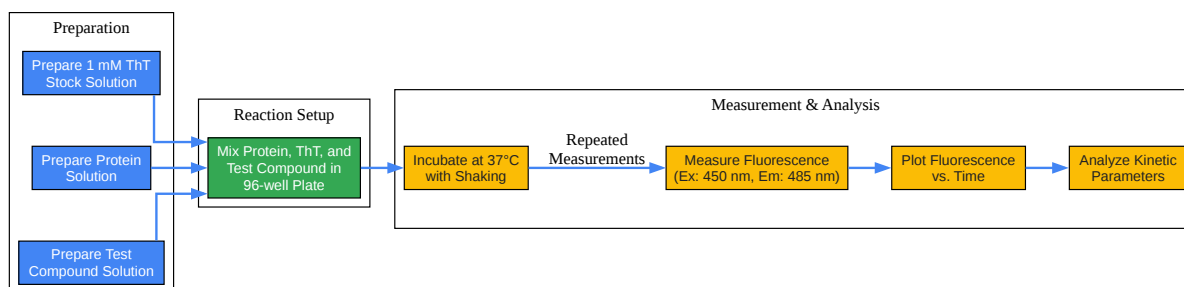 Preparation
Prepare 1 mM ThT
Stock Solution
Prepare Protein
Solution
Prepare Test
Compound Solution
Reaction Setup
Mix Protein, ThT, and
Test Compound in
96-well Plate
Measurement & Analysis
Incubate at 37°C
with Shaking
Repeated
Measurements
Measure Fluorescence
(Ex: 450 nm, Em: 485 nm)
Plot Fluorescence
vs. Time
Analyze Kinetic
Parameters